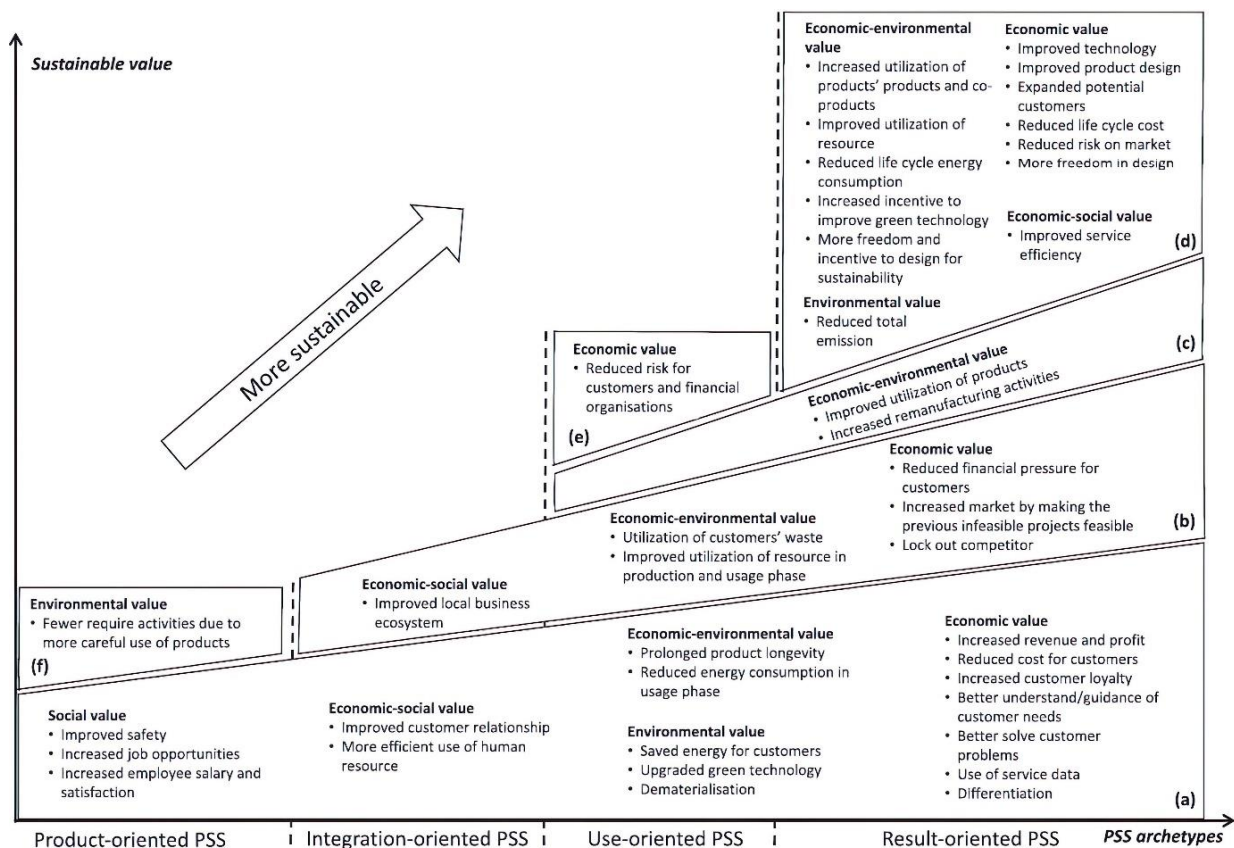 Sustainable value
More sustainable
Economic-environmental
value
• Increased utilization of
products' products and co-
products
• Improved utilization of
resource
• Reduced life cycle energy
consumption
• Increased incentive to
improve green technology
• More freedom and
incentive to design for
sustainability
Environmental value
• Reduced total
emission
Economic value
• Improved technology
• Improved product design
• Expanded potential
customers
• Reduced life cycle cost
• Reduced risk on market
• More freedom in design
Economic-social value
• Improved service
efficiency
(d)
Economic value
• Reduced risk for
customers and financial
organisations
(e)
Economic-environmental value
• Improved utilization of products
• Increased remanufacturing activities
(c)
Economic-social value
• Improved local business
ecosystem
Economic-environmental value
• Utilization of customers' waste
• Improved utilization of resource in
production and usage phase
Economic value
• Reduced financial pressure for
customers
• Increased market by making the
previous infeasible projects feasible
• Lock out competitor
(b)
Environmental value
• Fewer require activities due to
more careful use of products
(f)
Social value
• Improved safety
• Increased job opportunities
• Increased employee salary and
satisfaction
Economic-social value
• Improved customer relationship
• More efficient use of human
resource
Economic-environmental value
• Prolonged product longevity
• Reduced energy consumption in
usage phase
Environmental value
• Saved energy for customers
• Upgraded green technology
• Dematerialisation
Economic value
• Increased revenue and profit
• Reduced cost for customers
• Increased customer loyalty
• Better understand/guidance of
customer needs
• Better solve customer
problems
• Use of service data
• Differentiation
(a)
Product-oriented PSS
Integration-oriented PSS
Use-oriented PSS
Result-oriented PSS
PSS archetypes